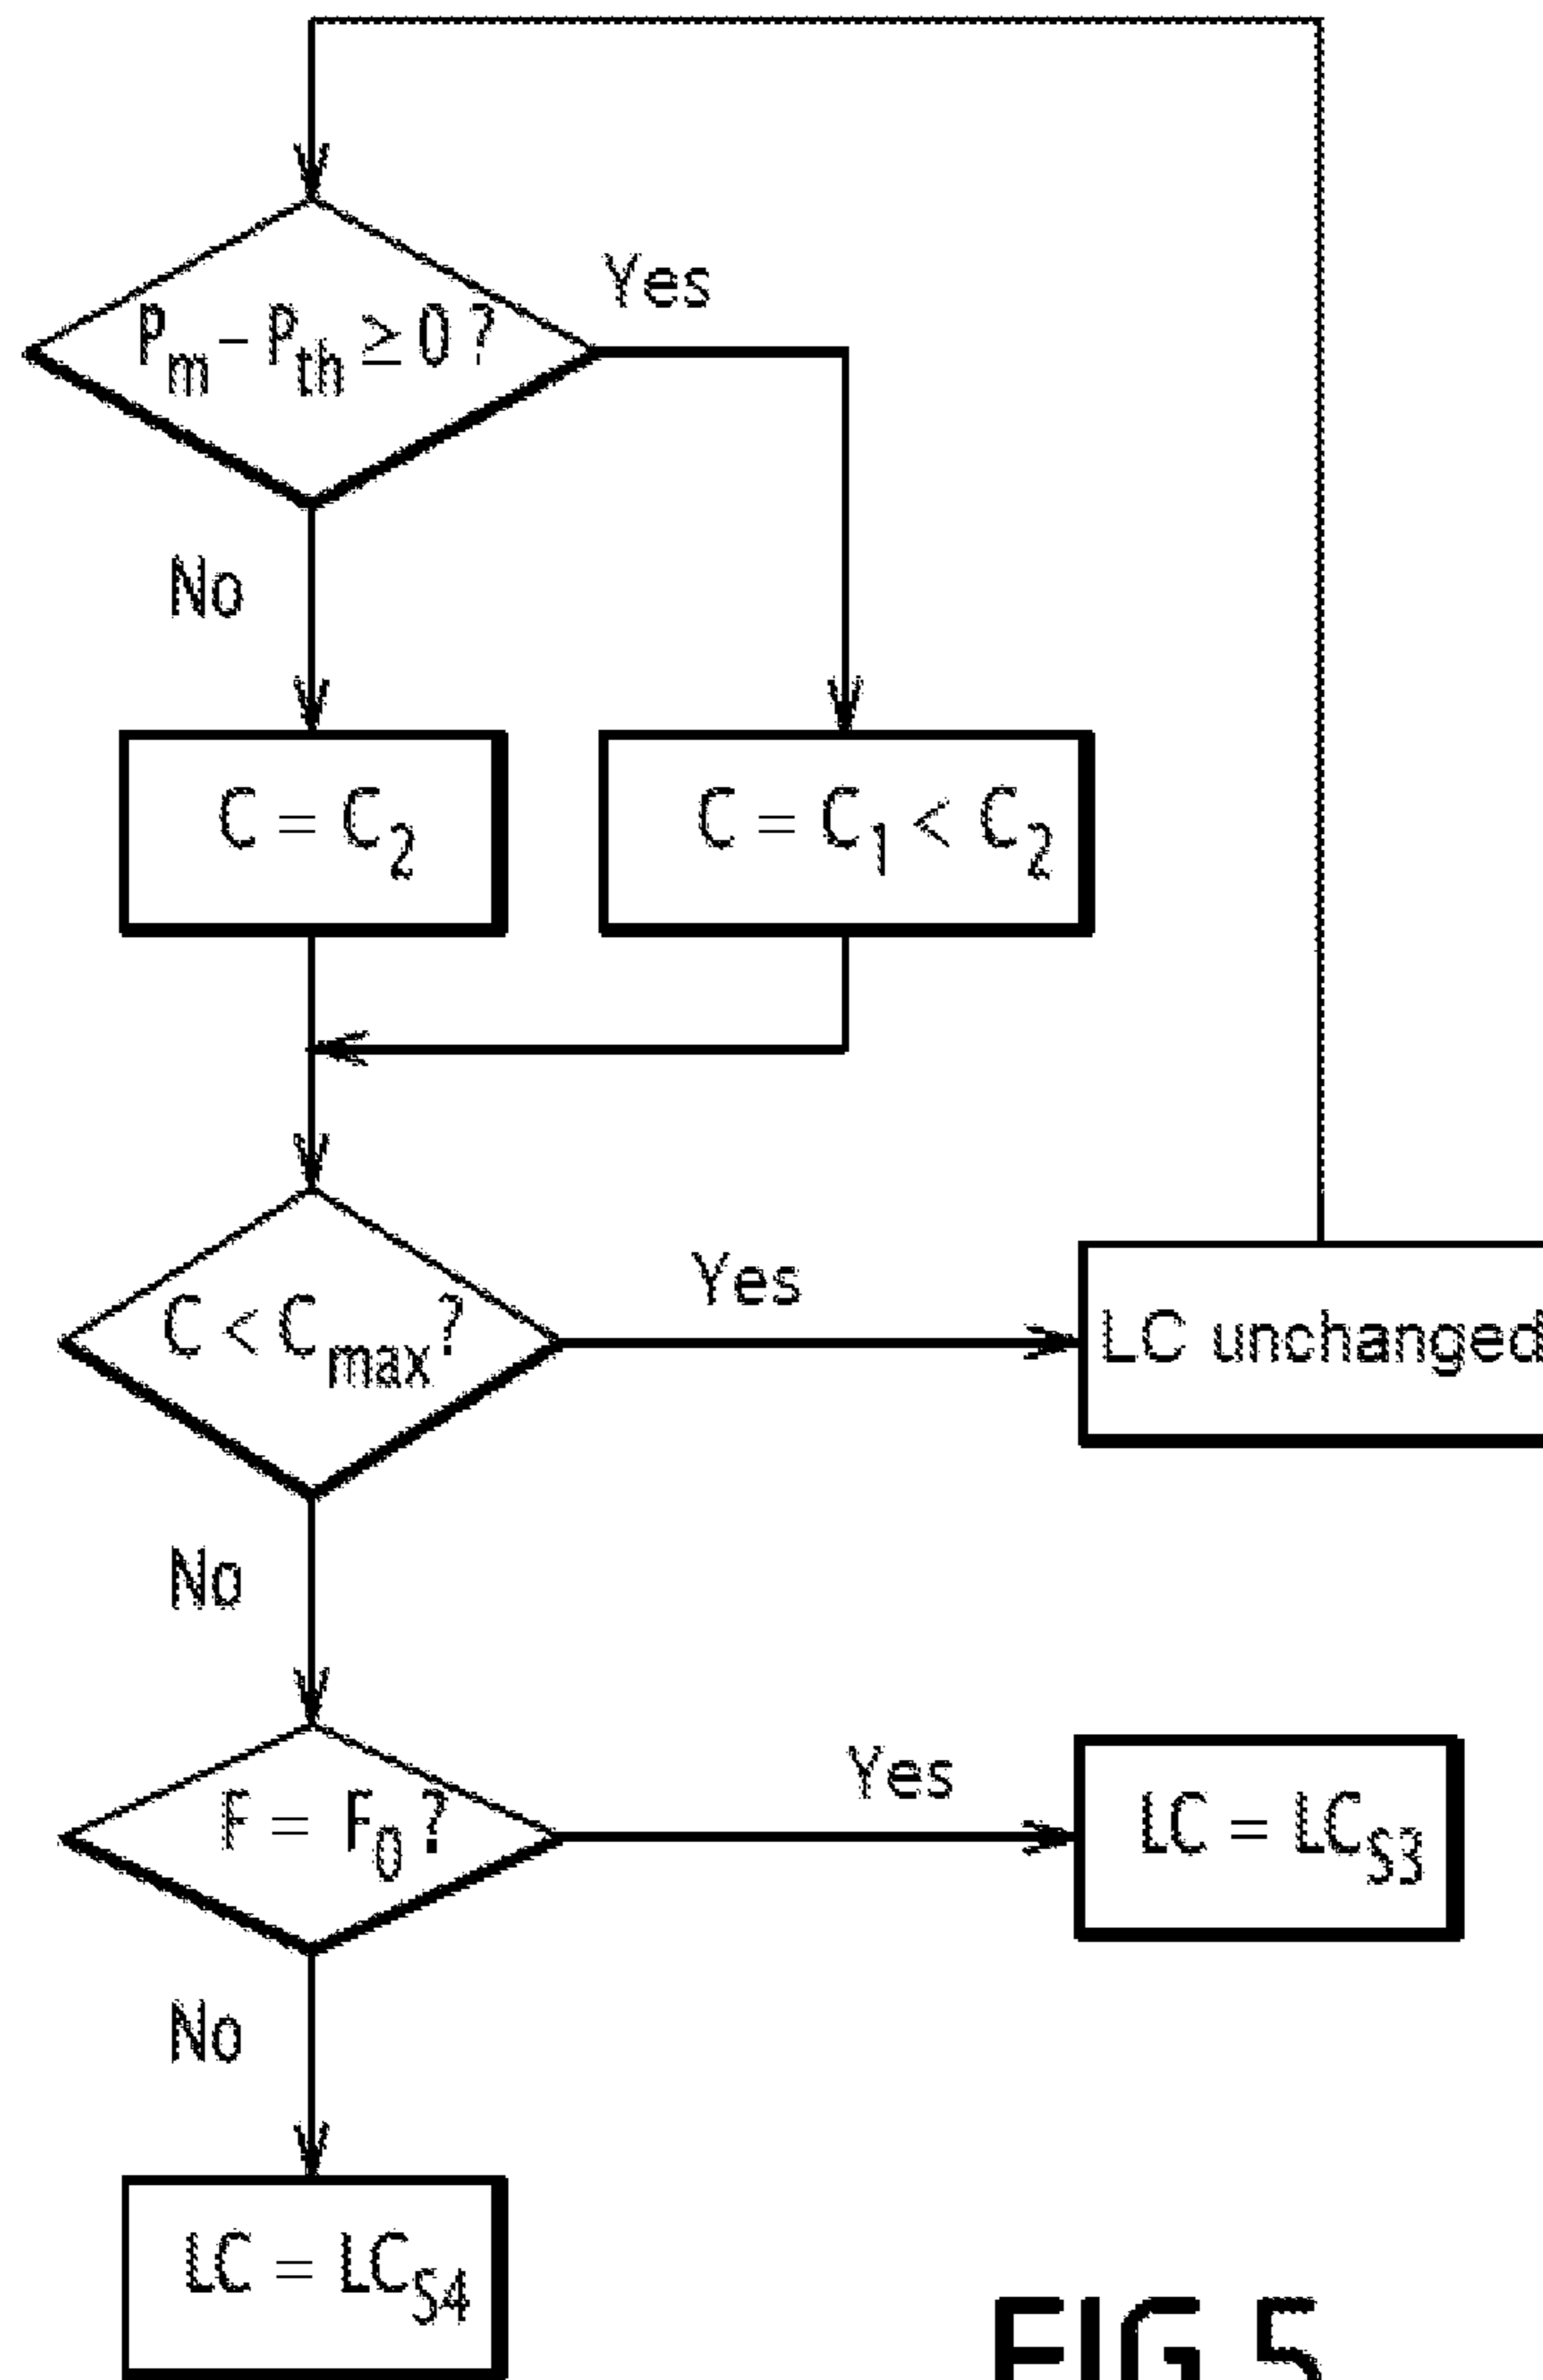 Yes
Pm – Pth ≥ 0 ?
No
C = C2
C = C1 < C2
Yes
C < Cmax?
LC unchanged
No
Yes
F = F0?
LC = LCS3
No
LC = LCS4
FIG.5